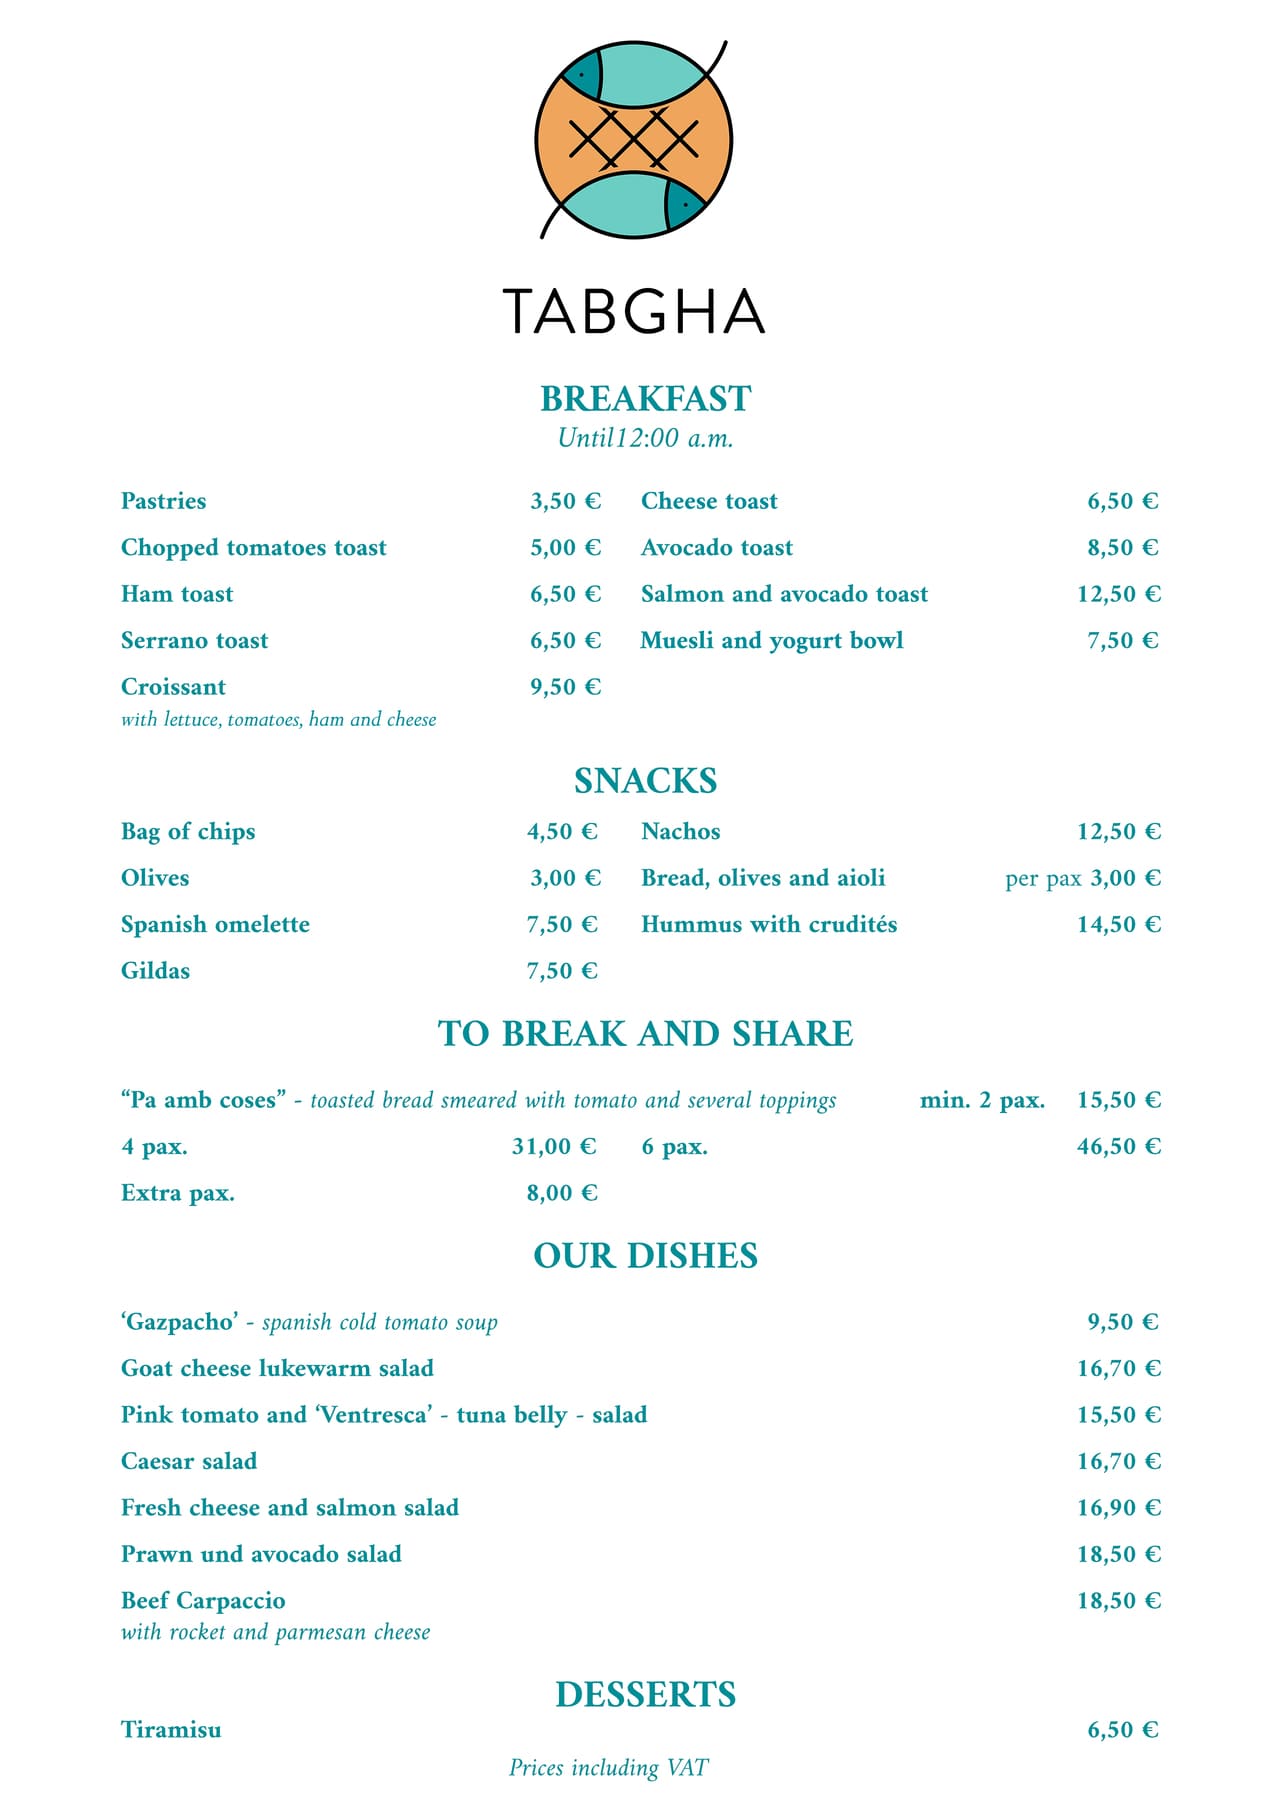 TABGHA
BREAKFAST
Until12:00 a.m.
Pastries 3,50 € Cheese toast 6,50 €
Chopped tomatoes toast 5,00 € Avocado toast 8,50 €
Ham toast 6,50 € Salmon and avocado toast 12,50 €
Serrano toast 6,50 € Muesli and yogurt bowl 7,50 €
Croissant 9,50 €
with lettuce, tomatoes, ham and cheese
SNACKS
Bag of chips 4,50 € Nachos 12,50 €
Olives 3,00 € Bread, olives and aioli per pax 3,00 €
Spanish omelette 7,50 € Hummus with crudités 14,50 €
Gildas 7,50 €
TO BREAK AND SHARE
“Pa amb coses” - toasted bread smeared with tomato and several toppings min. 2 pax. 15,50 €
4 pax. 31,00 € 6 pax. 46,50 €
Extra pax. 8,00 €
OUR DISHES
‘Gazpacho’ - spanish cold tomato soup 9,50 €
Goat cheese lukewarm salad 16,70 €
Pink tomato and ‘Ventresca’ - tuna belly - salad 15,50 €
Caesar salad 16,70 €
Fresh cheese and salmon salad 16,90 €
Prawn und avocado salad 18,50 €
Beef Carpaccio 18,50 €
with rocket and parmesan cheese
DESSERTS
Tiramisu 6,50 €
Prices including VAT